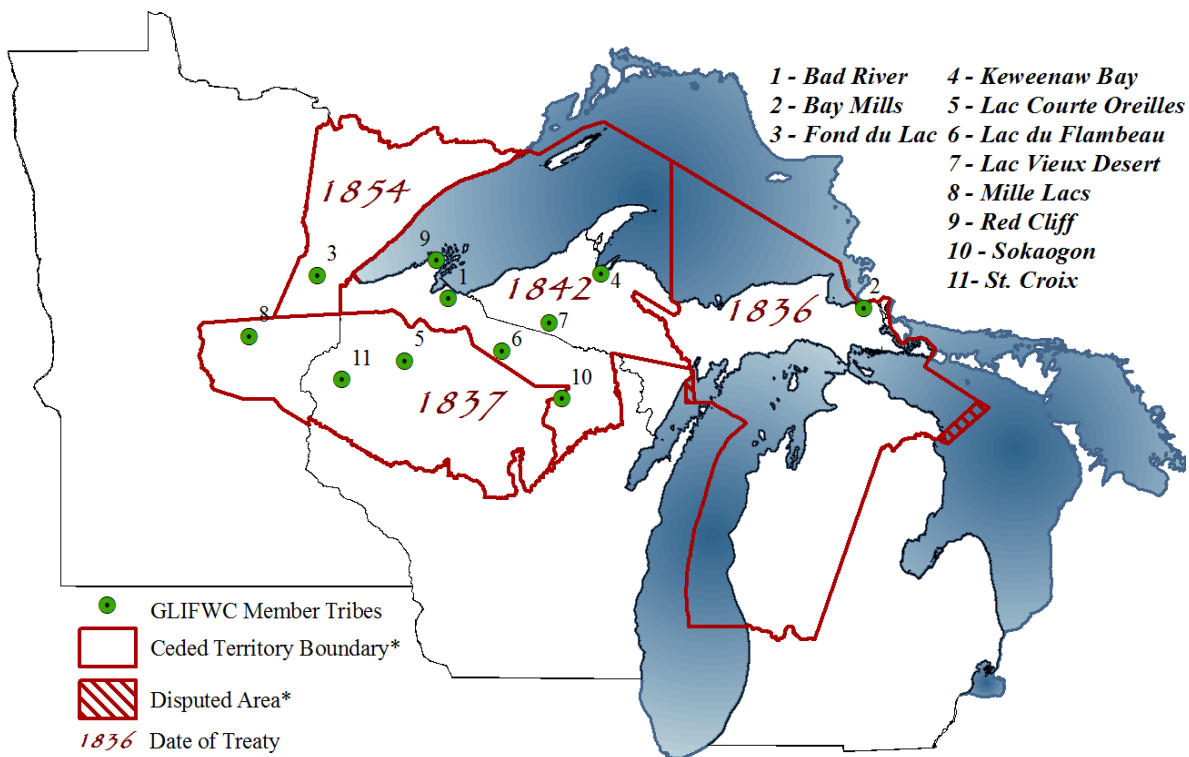 1 - Bad River
2 - Bay Mills
3 - Fond du Lac
4 - Keweenaw Bay
5 - Lac Courte Oreilles
6 - Lac du Flambeau
7 - Lac Vieux Desert
8 - Mille Lacs
9 - Red Cliff
10 - Sokaogon
11- St. Croix
1854
3
9
1
1842
4
2
1836
7
8
11
5
6
10
1837
GLIFWC Member Tribes
Ceded Territory Boundary*
Disputed Area*
1836 Date of Treaty